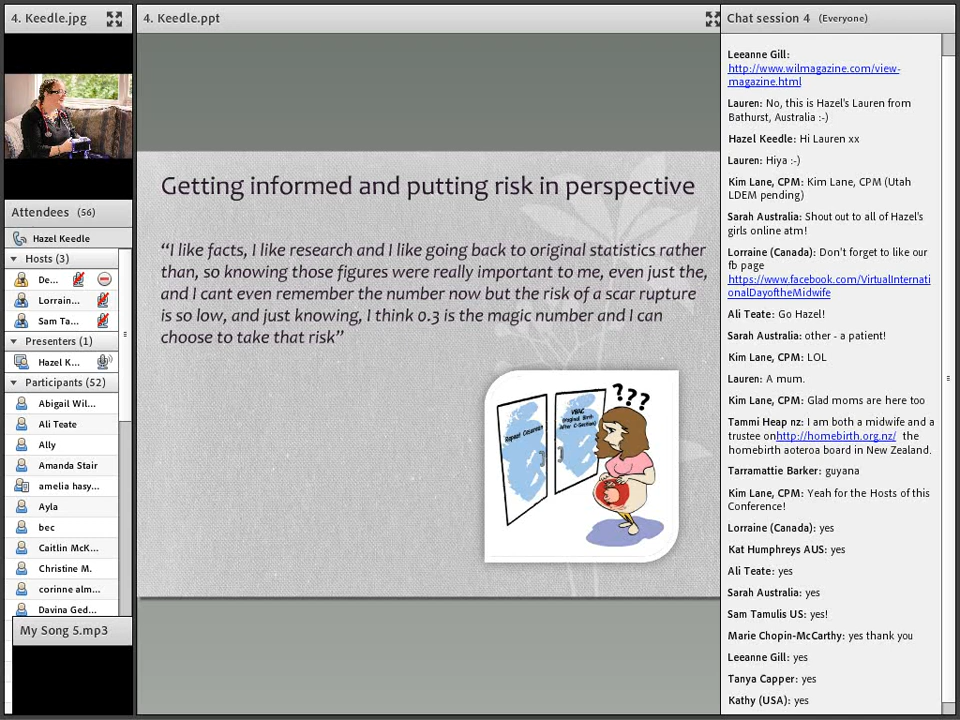 4. Keedle.jpg
Attendees (56)
Hazel Keedle
Hosts (3)
De...
Lorrain...
Sam Ta...
Presenters (1)
Hazel K...
Participants (52)
Abigail Wil...
Ali Teate
Ally
Amanda Stair
amelia hasy...
Ayla
bec
Caitlin McK...
Christine M.
corinne alm...
Davina Ged...
My Song 5.mp3
4. Keedle.ppt
Getting informed and putting risk in perspective
“I like facts, I like research and I like going back to original statistics rather
than, so knowing those figures were really important to me, even just the,
and I cant even remember the number now but the risk of a scar rupture
is so low, and just knowing, I think 0.3 is the magic number and I can
choose to take that risk”
???
Repeat Cesarean
VBAC
(Vaginal Birth
After C-Section)
Chat session 4 (Everyone)
Leeanne Gill:
http://www.wilmagazine.com/view-
magazine.html
Lauren: No, this is Hazel's Lauren from
Bathurst, Australia :-)
Hazel Keedle: Hi Lauren xx
Lauren: Hiya :-)
Kim Lane, CPM: Kim Lane, CPM (Utah
LDEM pending)
Sarah Australia: Shout out to all of Hazel's
girls online atm!
Lorraine (Canada): Don't forget to like our
fb page
https://www.facebook.com/VirtualInternati
onalDayoftheMidwife
Ali Teate: Go Hazel!
Sarah Australia: other - a patient!
Kim Lane, CPM: LOL
Lauren: A mum.
Kim Lane, CPM: Glad moms are here too
Tammi Heap nz: I am both a midwife and a
trustee onhttp://homebirth.org.nz/ the
homebirth aoteroa board in New Zealand.
Tarramattie Barker: guyana
Kim Lane, CPM: Yeah for the Hosts of this
Conference!
Lorraine (Canada): yes
Kat Humphreys AUS: yes
Ali Teate: yes
Sarah Australia: yes
Sam Tamulis US: yes!
Marie Chopin-McCarthy: yes thank you
Leeanne Gill: yes
Tanya Capper: yes
Kathy (USA): yes